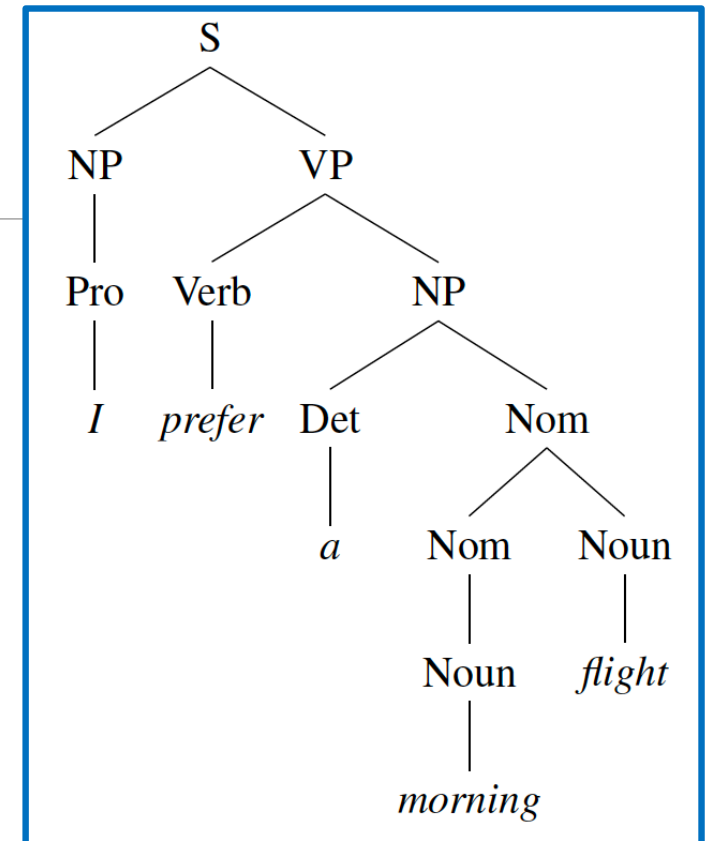 S
NP VP
Pro Verb NP
I prefer Det Nom
a Nom Noun
Noun flight
morning